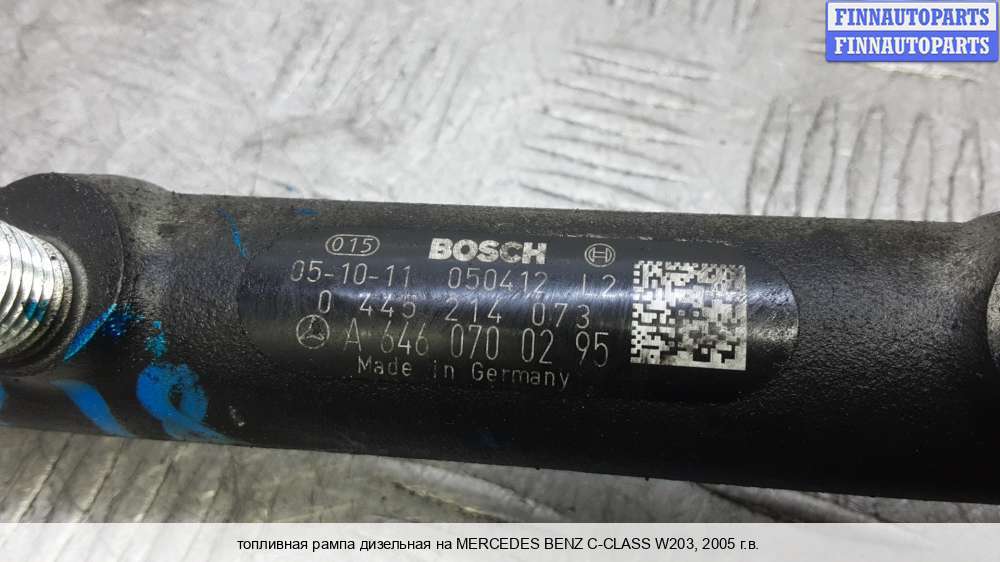 FINNAUTOPARTS
FINNAUTOPARTS
015 BOSCH
05-10-11 050412 L2
0 445 214 073
A 646 070 02 95
Made in Germany
топливная рампа дизельная на MERCEDES BENZ C-CLASS W203, 2005 г.в.